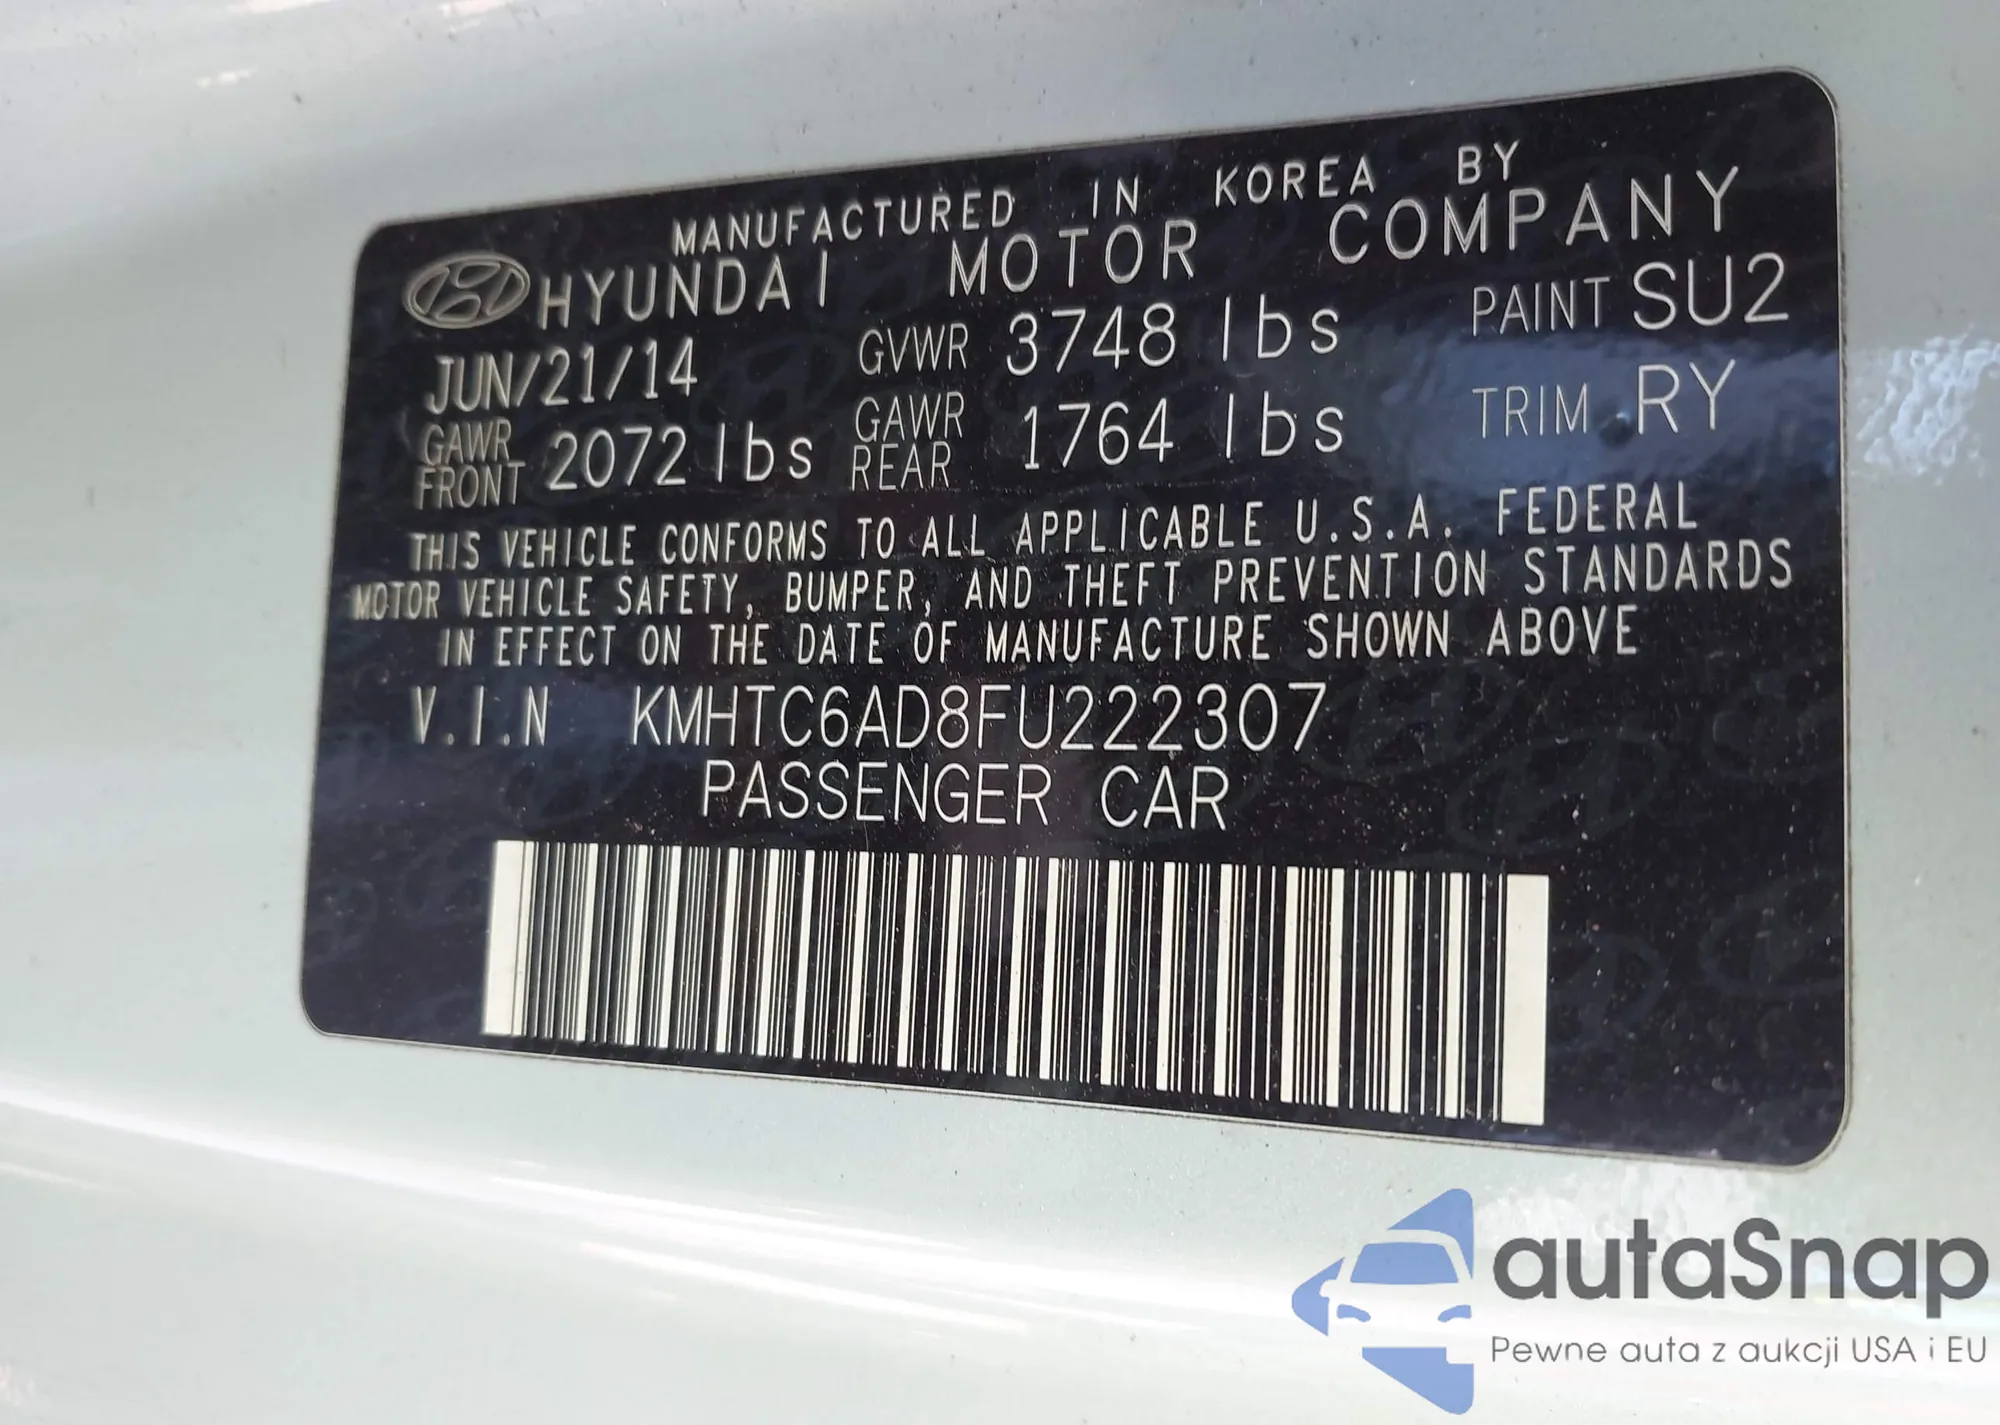 MANUFACTURED IN KOREA BY
HYUNDAI MOTOR COMPANY
JUN/21/14 GVWR 3748 lbs PAINT SU2
GAWR FRONT 2072 lbs GAWR REAR 1764 lbs TRIM RY
THIS VEHICLE CONFORMS TO ALL APPLICABLE U.S.A. FEDERAL
MOTOR VEHICLE SAFETY, BUMPER, AND THEFT PREVENTION STANDARDS
IN EFFECT ON THE DATE OF MANUFACTURE SHOWN ABOVE
V.I.N KMHTC6AD8FU222307
PASSENGER CAR
autaSnap
Pewne auta z aukcji USA i EU